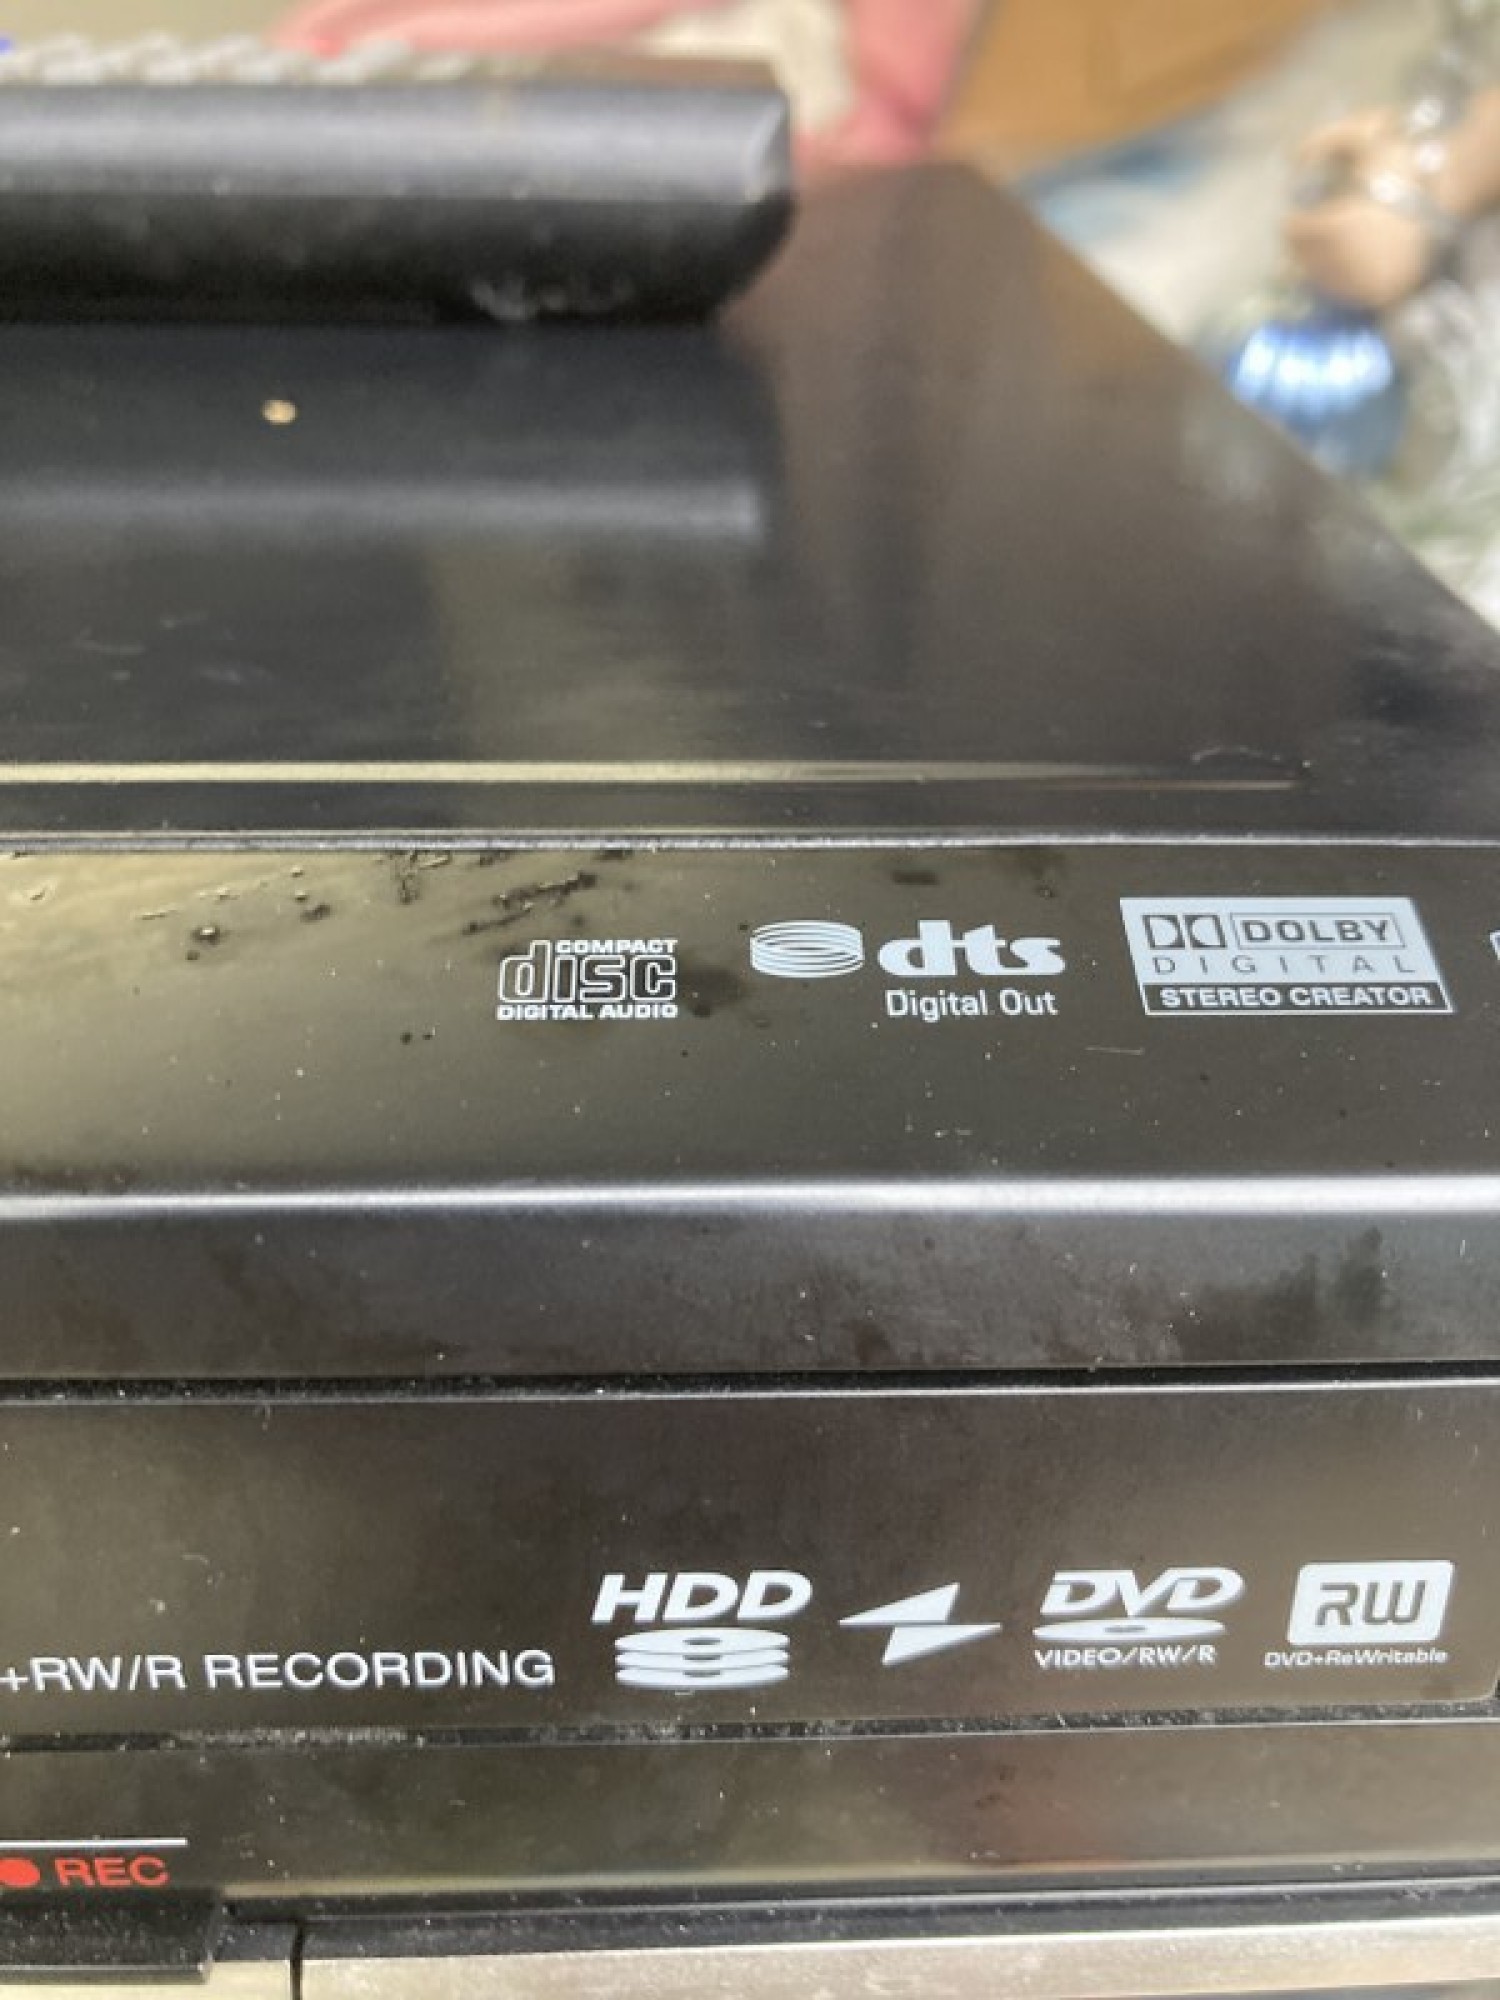 COMPACT
disc
DIGITAL AUDIO
dts
Digital Out
DOLBY
DIGITAL
STEREO CREATOR
HDD
DVD
RW
+RW/R RECORDING
VIDEO/RW/R
DVD+ReWritable
REC